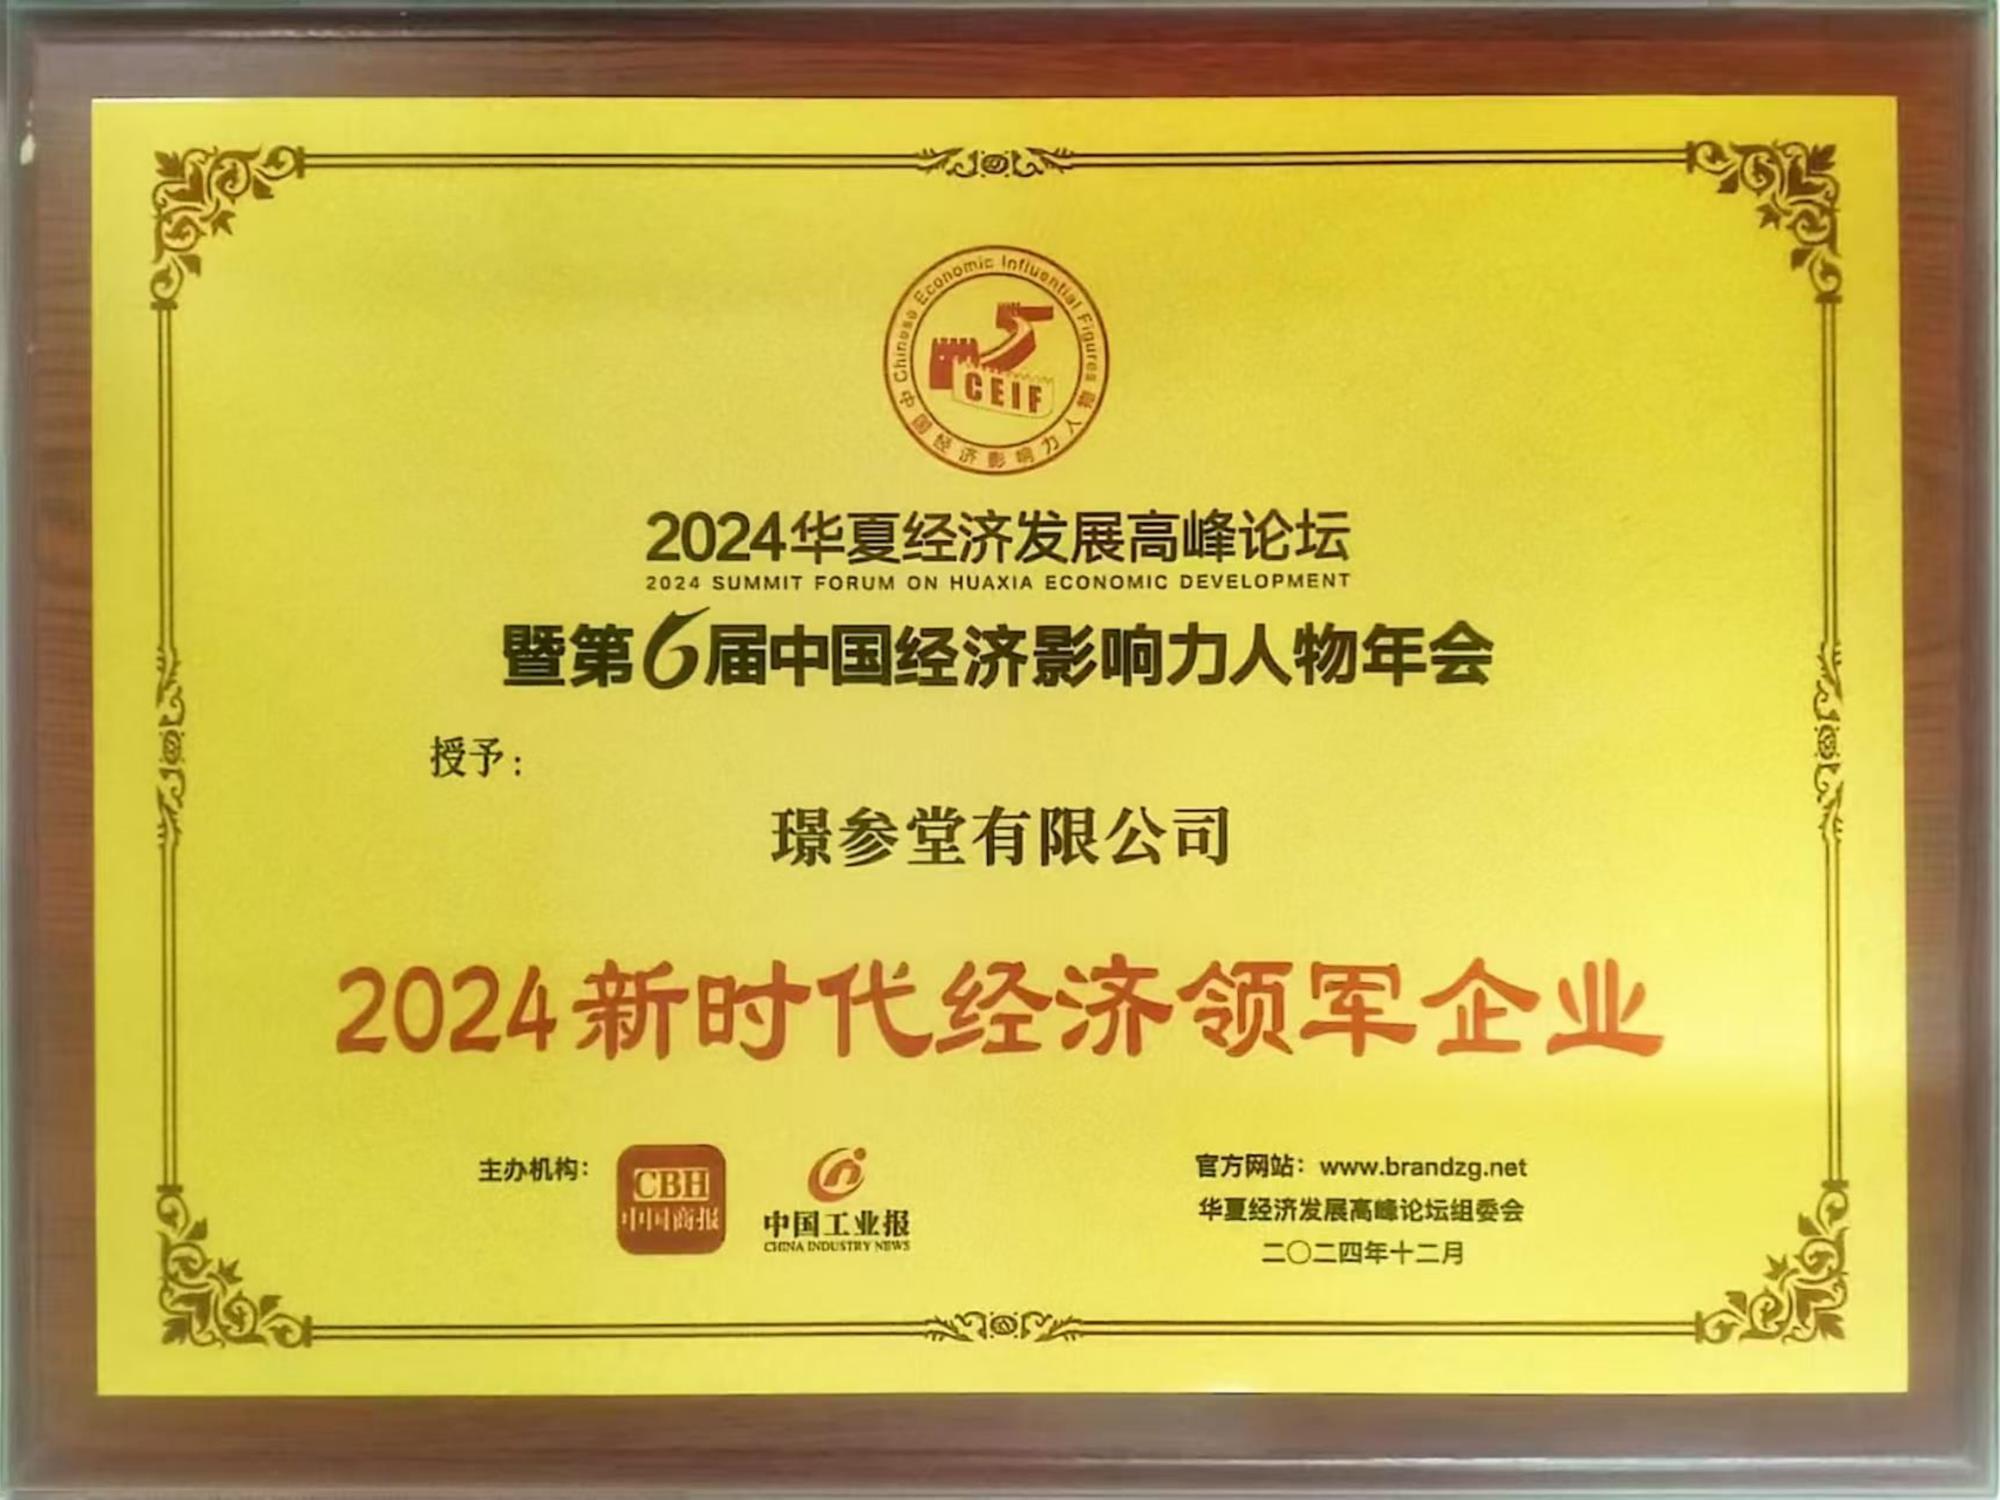 Chinese Economic Influential Figures
CEIF
中国经济影响力人物
2024华夏经济发展高峰论坛
2024 SUMMIT FORUM ON HUAXIA ECONOMIC DEVELOPMENT
暨第6届中国经济影响力人物年会
授予：
璟参堂有限公司
2024新时代经济领军企业
主办机构：
CBH
中国商报
中国工业报
CHINA INDUSTRY NEWS
官方网站：www.brandzg.net
华夏经济发展高峰论坛组委会
二〇二四年十二月